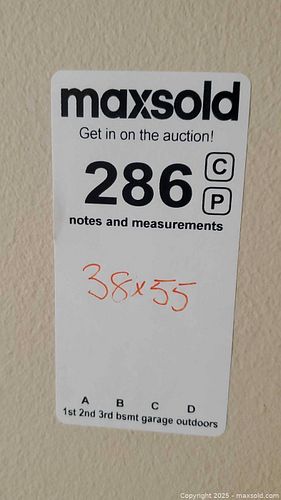 maxsold
Get in on the auction!
286 C
P
notes and measurements
38x55
A B C D
1st 2nd 3rd bsmt garage outdoors
Copyright 2025 - maxsold.com